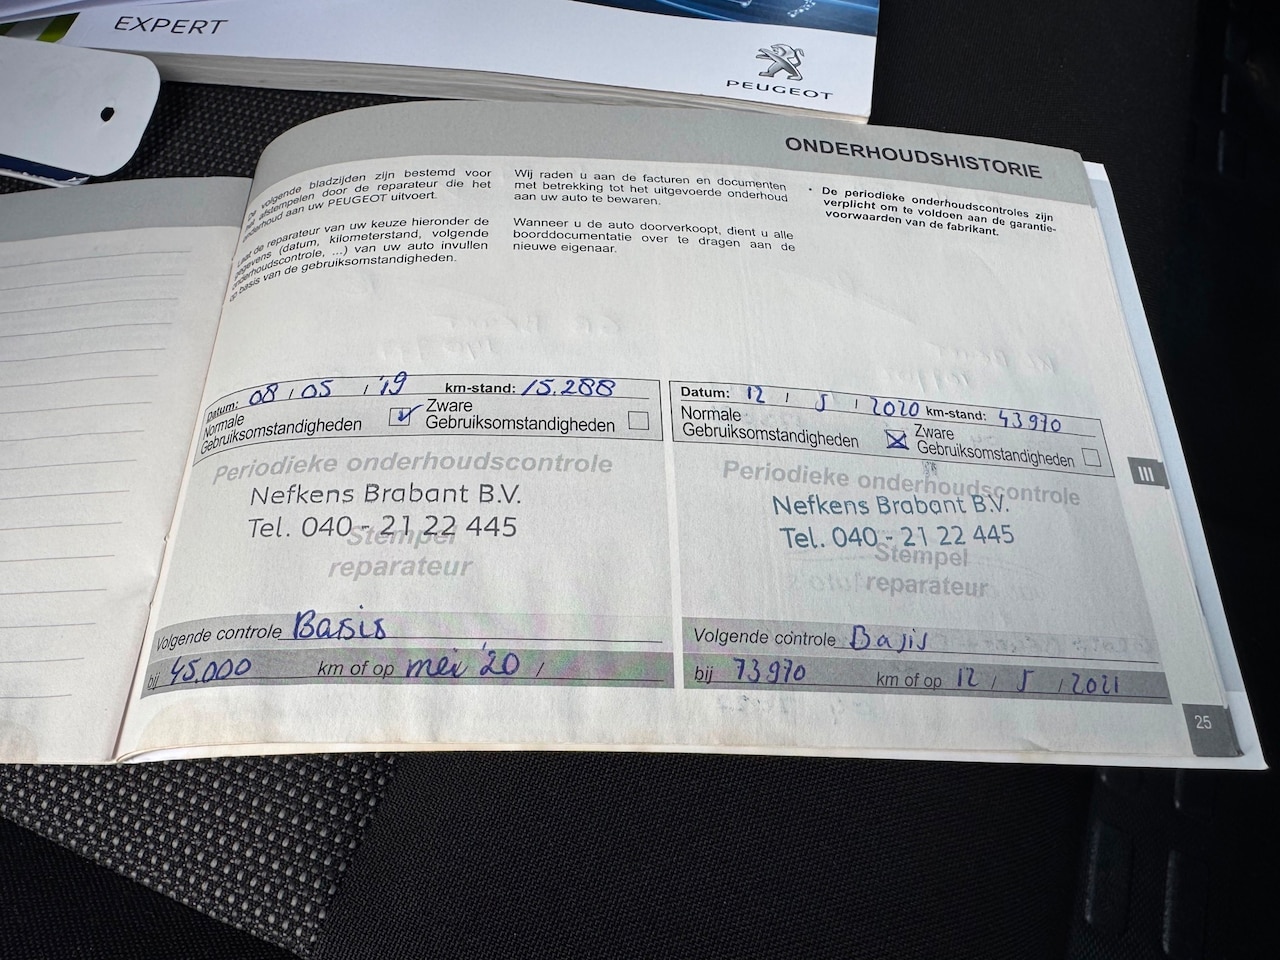 EXPERT
PEUGEOT
ONDERHOUDSHISTORIE
De volgende bladzijden zijn bestemd voor
het afstempelen door de reparateur die het
onderhoud aan uw PEUGEOT uitvoert.
Laat de reparateur van uw keuze hieronder de
gegevens (datum, kilometerstand, volgende
onderhoudscontrole, ...) van uw auto invullen
op basis van de gebruiksomstandigheden.
Wij raden u aan de facturen en documenten
met betrekking tot het uitgevoerde onderhoud
aan uw auto te bewaren.
Wanneer u de auto doorverkoopt, dient u alle
boorddocumentatie over te dragen aan de
nieuwe eigenaar.
• De periodieke onderhoudscontroles zijn
verplicht om te voldoen aan de garantie-
voorwaarden van de fabrikant.
Datum: 08 / 05 / '19 km-stand: 15.288
Normale
Gebruiksomstandigheden
Zware
Gebruiksomstandigheden
Periodieke onderhoudscontrole
Nefkens Brabant B.V.
Tel. 040 - 21 22 445
Stempel
reparateur
Volgende controle Basis
bij 45.000 km of op mei '20 /
Datum: 12 / 5 / 2020 km-stand: 43970
Normale
Gebruiksomstandigheden
Zware
Gebruiksomstandigheden
Periodieke onderhoudscontrole
Nefkens Brabant B.V.
Tel. 040 - 21 22 445
Stempel
reparateur
Volgende controle Basis
bij 73970 km of op 12 / 5 / 2021
III
25